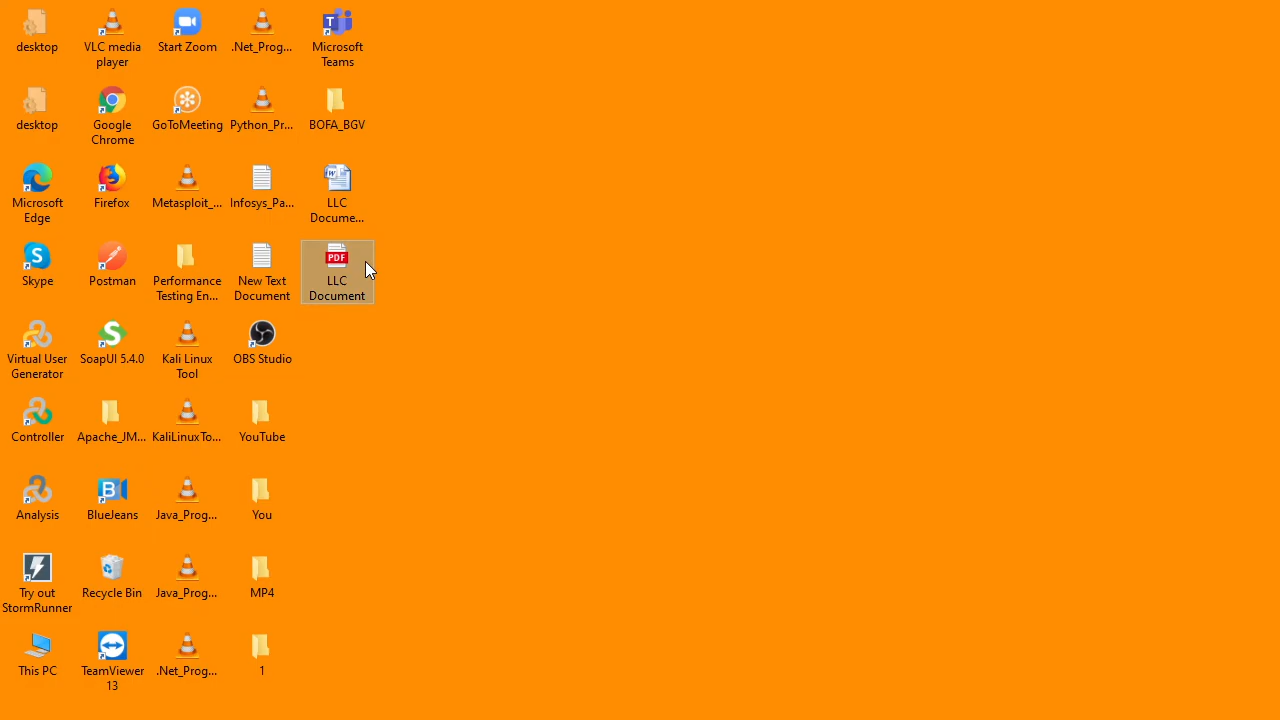 desktop
VLC media
player
Start Zoom
.Net_Prog...
Microsoft
Teams
desktop
Google
Chrome
GoToMeeting
Python_Pr...
BOFA_BGV
Microsoft
Edge
Firefox
Metasploit_...
Infosys_Pa...
LLC
Docume...
Skype
Postman
Performance
Testing En...
New Text
Document
PDF
LLC
Document
Virtual User
Generator
SoapUI 5.4.0
Kali Linux
Tool
OBS Studio
Controller
Apache_JM...
KaliLinuxTo...
YouTube
Analysis
BlueJeans
Java_Prog...
You
Try out
StormRunner
Recycle Bin
Java_Prog...
MP4
This PC
TeamViewer
13
.Net_Prog...
1